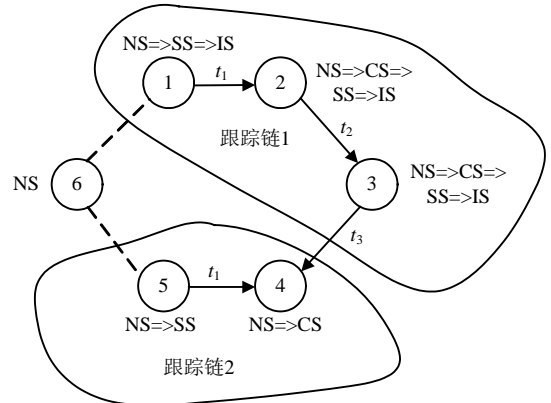 NS=>SS=>IS
1
t1
2
NS=>CS=>
SS=>IS
跟踪链1
t2
NS
6
3
NS=>CS=>
SS=>IS
t3
5
t1
4
NS=>SS
NS=>CS
跟踪链2